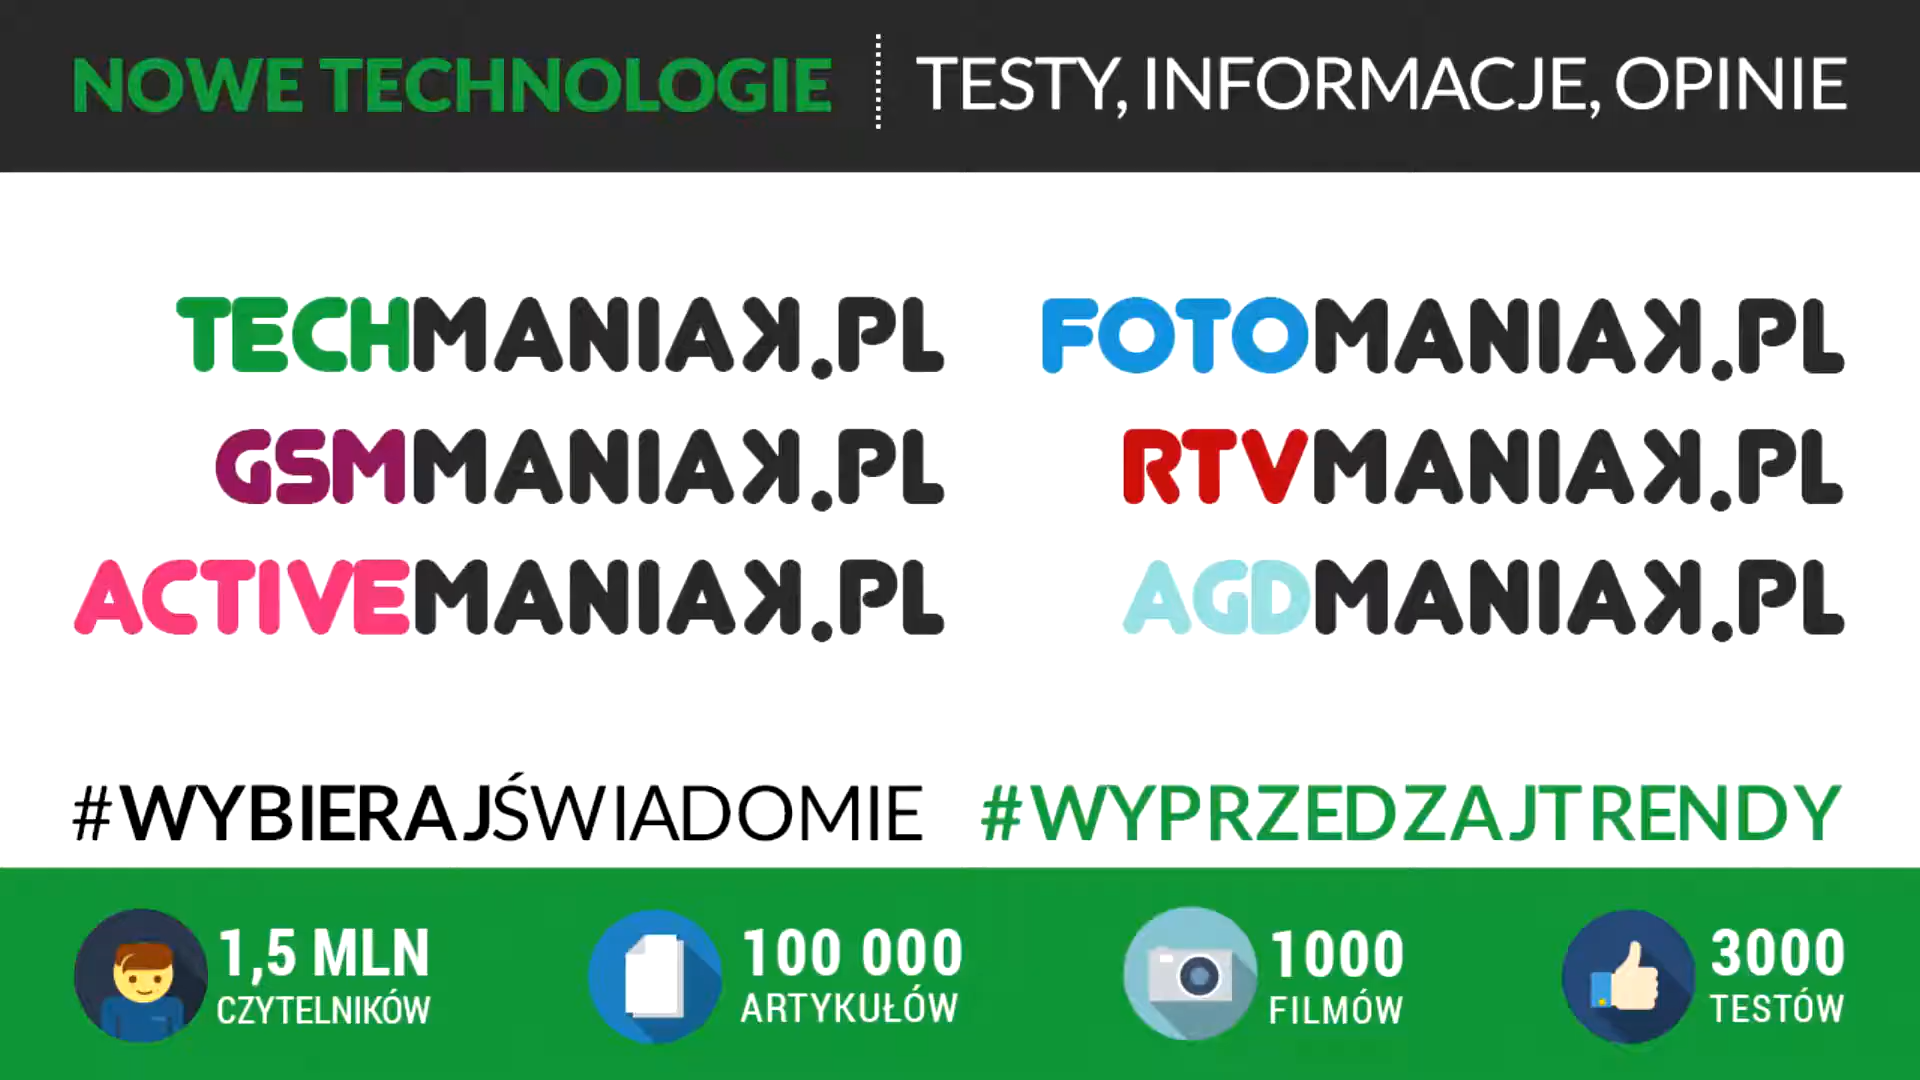 NOWE TECHNOLOGIE
TESTY, INFORMACJE, OPINIE
TECHMANIAK.PL
FOTOMANIAK.PL
GSMMANIAK.PL
RTVMANIAK.PL
ACTIVEMANIAK.PL
AGDMANIAK.PL
#WYBIERAJŚWIADOMIE
#WYPRZEDZAJTRENDY
1,5 MLN
CZYTELNIKÓW
100 000
ARTYKUŁÓW
1000
FILMÓW
3000
TESTÓW